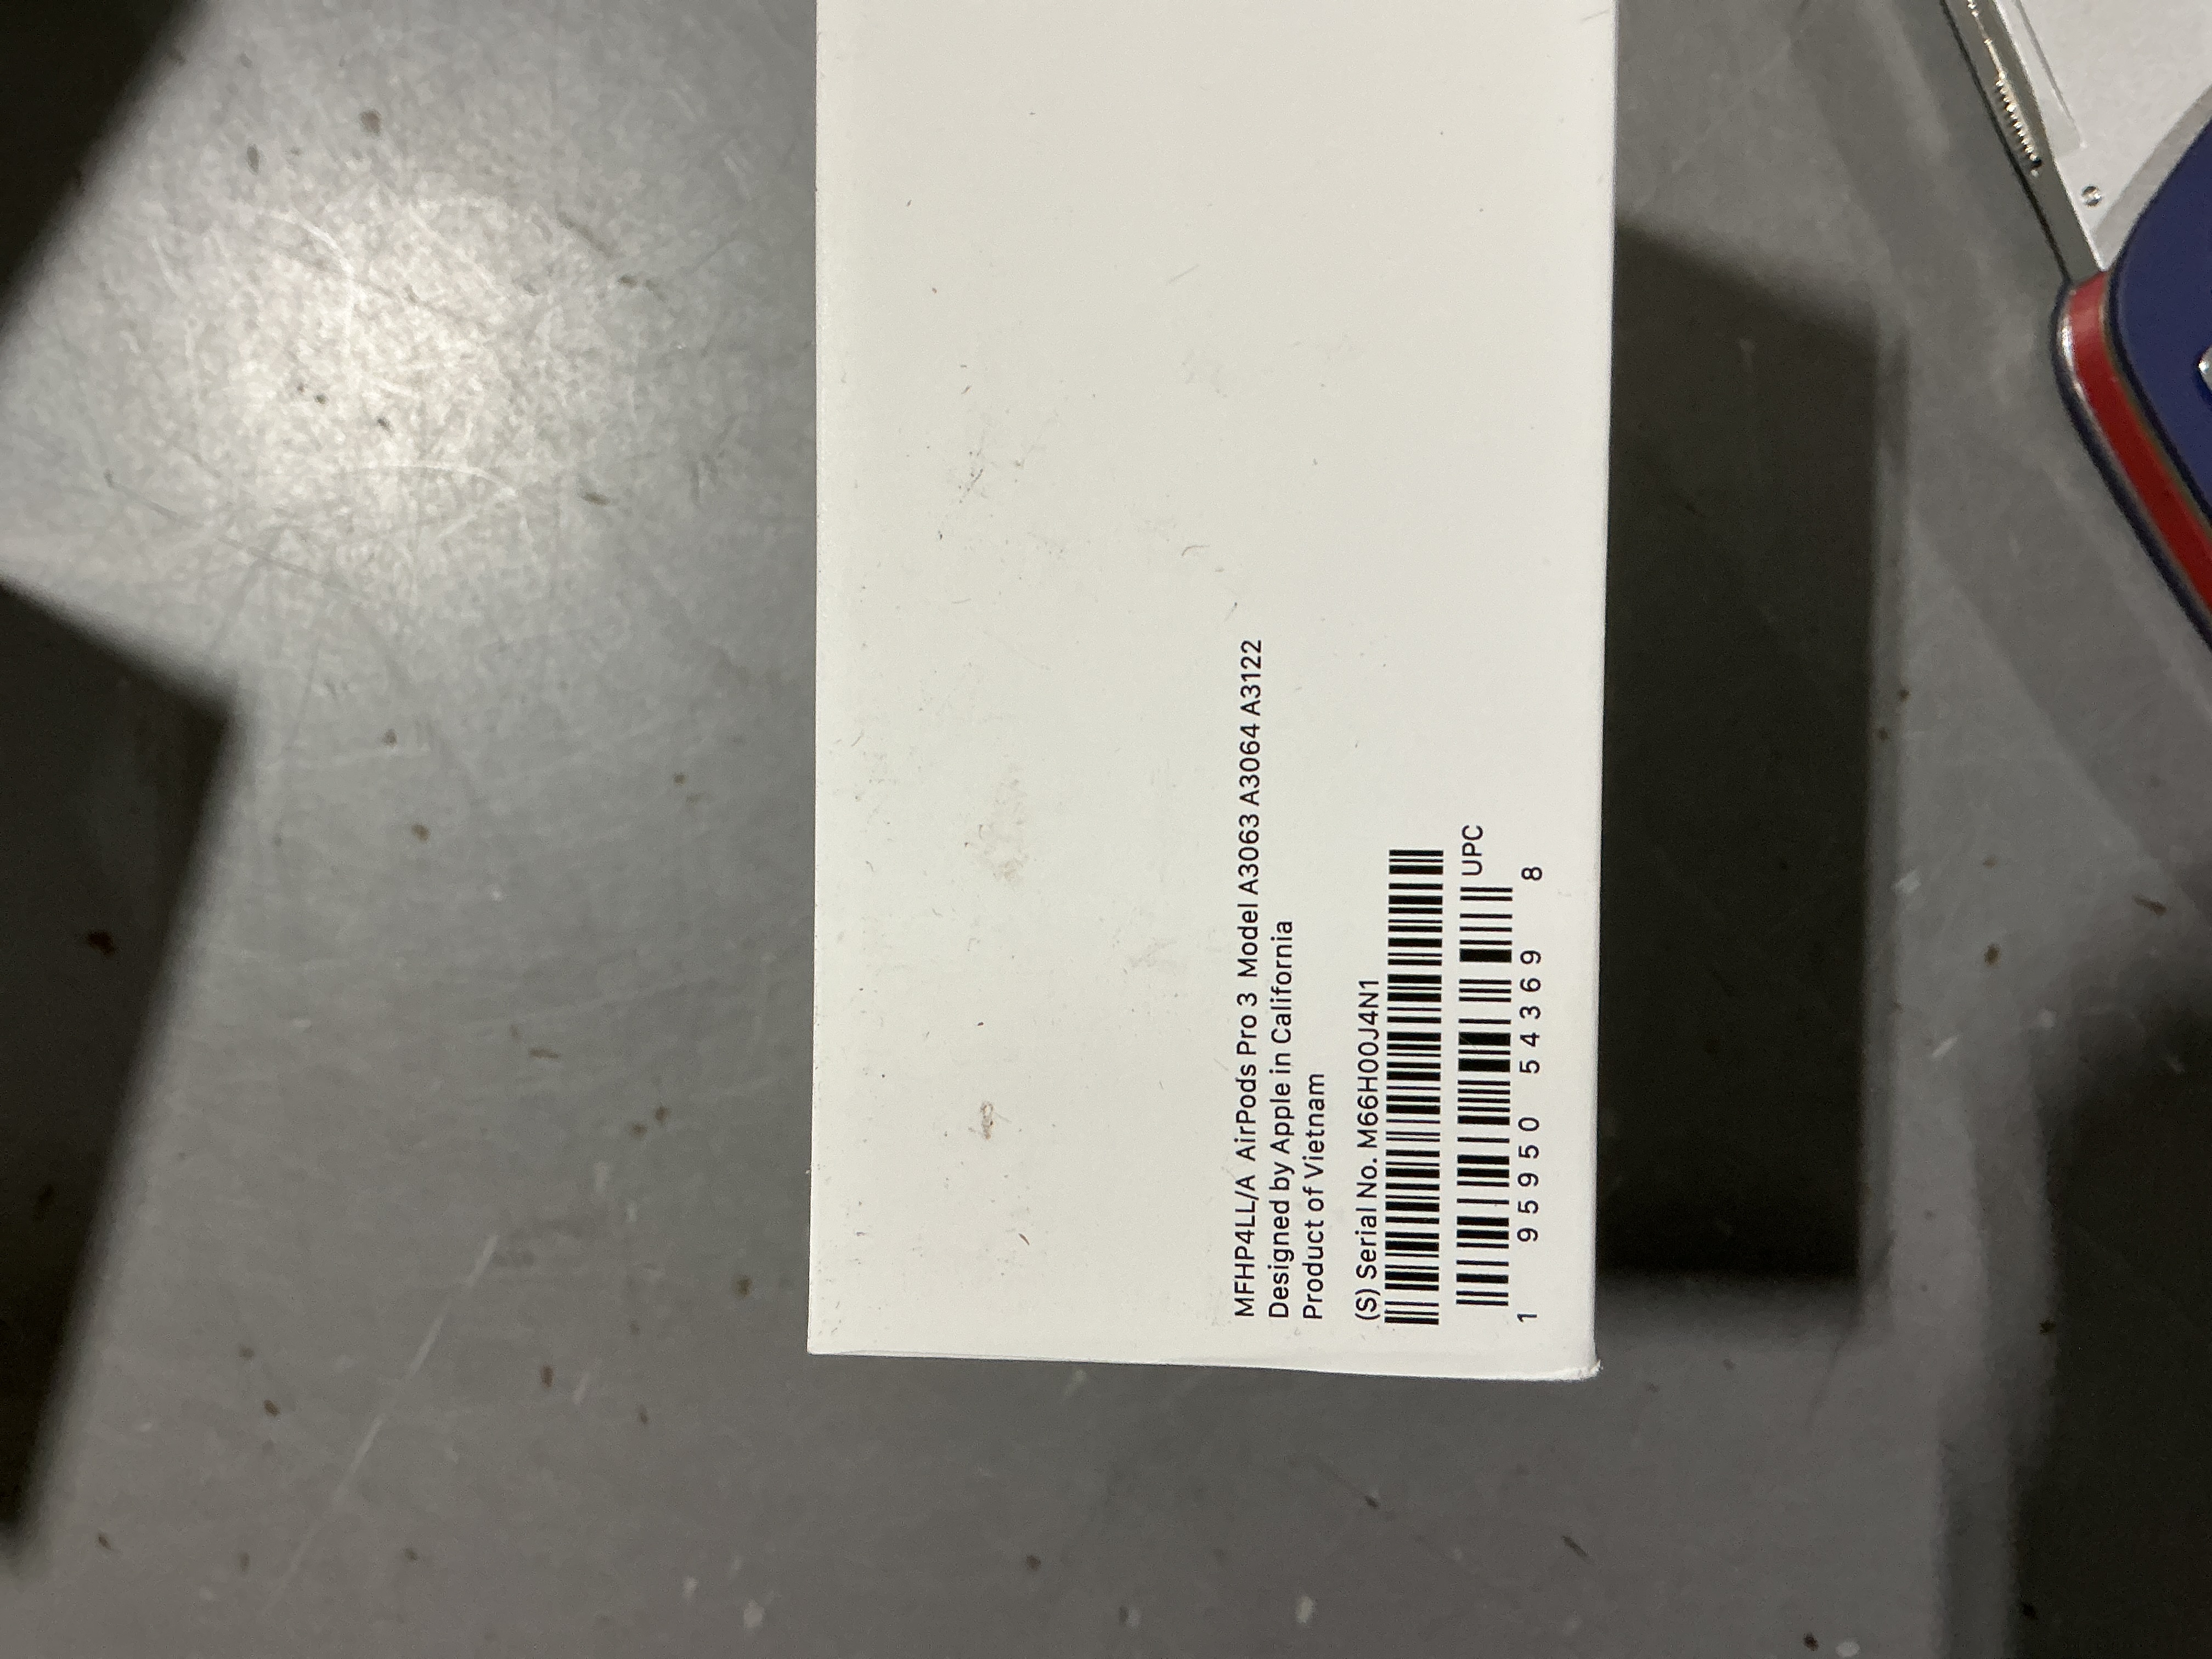 MFHP4LL/A AirPods Pro 3 Model A3063 A3064 A3122
Designed by Apple in California
Product of Vietnam
(S) Serial No. M66H00J4N1
UPC
1 95950 54369 8